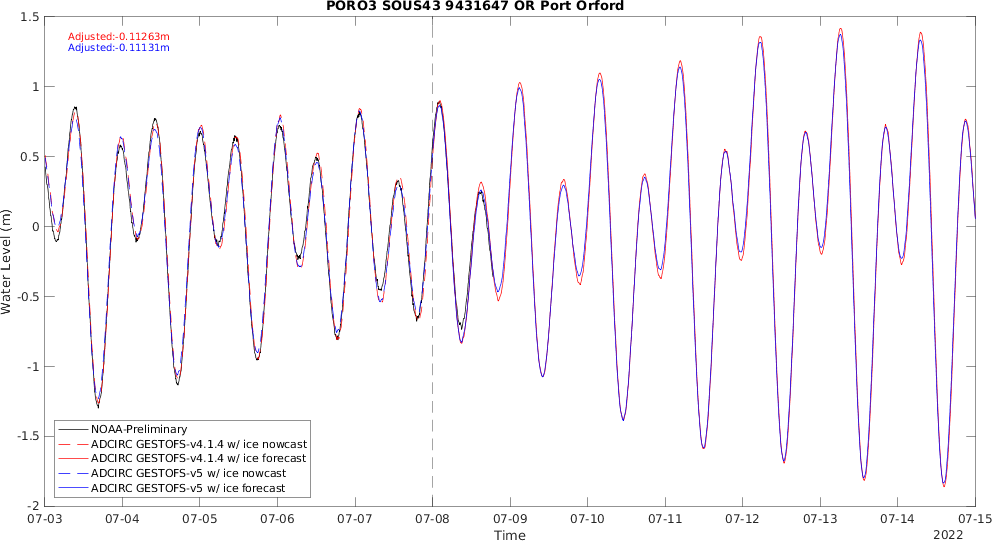 PORO3 SOUS43 9431647 OR Port Orford
Adjusted:-0.11263m
Adjusted:-0.11131m
1.5
1
0.5
0
-0.5
-1
-1.5
-2
Water Level (m)
NOAA-Preliminary
ADCIRC GESTOFS-v4.1.4 w/ ice nowcast
ADCIRC GESTOFS-v4.1.4 w/ ice forecast
ADCIRC GESTOFS-v5 w/ ice nowcast
ADCIRC GESTOFS-v5 w/ ice forecast
07-03 07-04 07-05 07-06 07-07 07-08 07-09 07-10 07-11 07-12 07-13 07-14 07-15
Time
2022